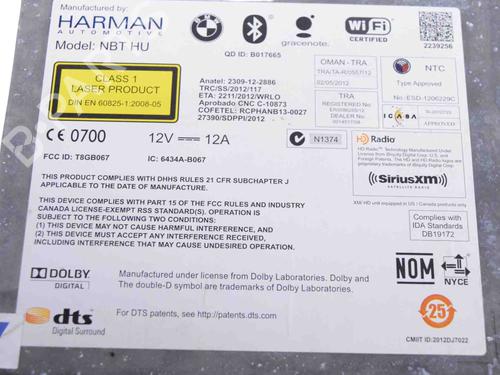 Manufactured by
HARMAN
AUTOMOTIVE
Model: NBT HU
BMW
Bluetooth
gracenote.
Wi Fi
CERTIFIED
QD ID: B017665
2239256
CLASS 1
LASER PRODUCT
DIN EN 60825-1:2008-05
Anatel: 2309-12-2886
TRC/SS/2012/117
ETA: 2211/2012/WRLO
Approval CNC C-10873
COFETEL: RCPHANB13-0027
27390/SDPPI/2012
OMAN - TRA
02/05/2012
TRA
NTC
Type Approved
No.: ESD-1206229C
ICASA
APPROVED
CE 0700
12V 12A
N1374
HD Radio
FCC ID: T8GB067
IC: 6434A-B067
SiriusXM
SATELLITE RADIO
THIS PRODUCT COMPLIES WITH DHHS RULES 21 CFR SUBCHAPTER J
APPLICABLE TO THE DATE OF MANUFACTURE.
THIS DEVICE COMPLIES WITH PART 15 OF THE FCC RULES AND INDUSTRY
CANADA LICENSE-EXEMPT RSS STANDARD(S). OPERATION IS
SUBJECT TO THE FOLLOWING TWO CONDITIONS:
(1) THIS DEVICE MAY NOT CAUSE HARMFUL INTERFERENCE, AND
(2) THIS DEVICE MUST ACCEPT ANY INTERFERENCE RECEIVED,
INCLUDING INTERFERENCE THAT MAY CAUSE UNDESIRED OPERATION.
Complies with
IDA Standards
DB19172
DOLBY
DIGITAL
Manufactured under license from Dolby Laboratories. Dolby and
the double-D symbol are trademarks of Dolby Laboratories.
NOM
NYCE
dts
Digital Surround
For DTS patents, see http://patents.dts.com.
25
CMIIT ID: 2012DJ7022